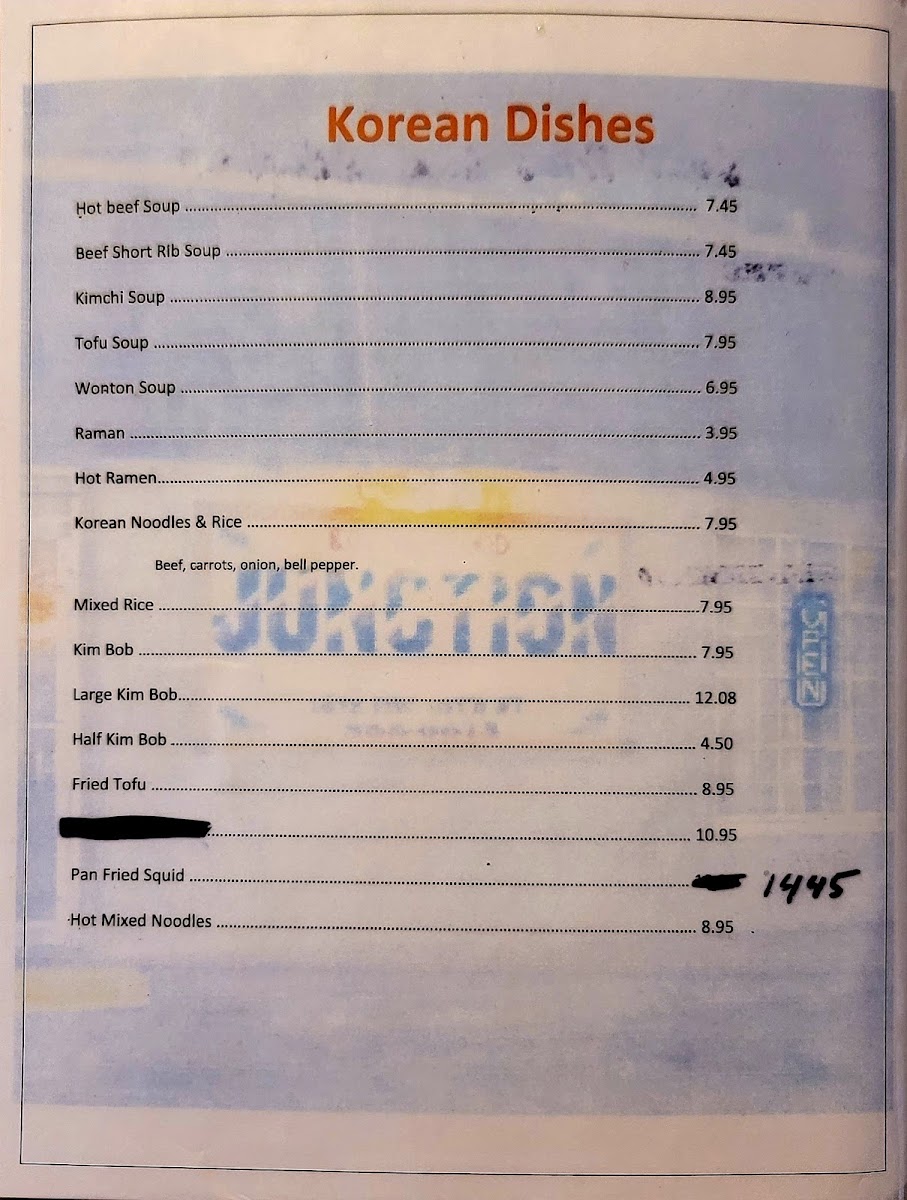 Korean Dishes
Hot beef Soup ........ 7.45
Beef Short Rib Soup ........ 7.45
Kimchi Soup ........ 8.95
Tofu Soup ........ 7.95
Wonton Soup ........ 6.95
Raman ........ 3.95
Hot Ramen........ 4.95
Korean Noodles & Rice ........ 7.95
Beef, carrots, onion, bell pepper.
JUNCTION
Mixed Rice ........ 7.95
Kim Bob ........ 7.95
Large Kim Bob........ 12.08
Half Kim Bob ........ 4.50
Fried Tofu ........ 8.95
........ 10.95
Pan Fried Squid ........ 1445
Hot Mixed Noodles ........ 8.95